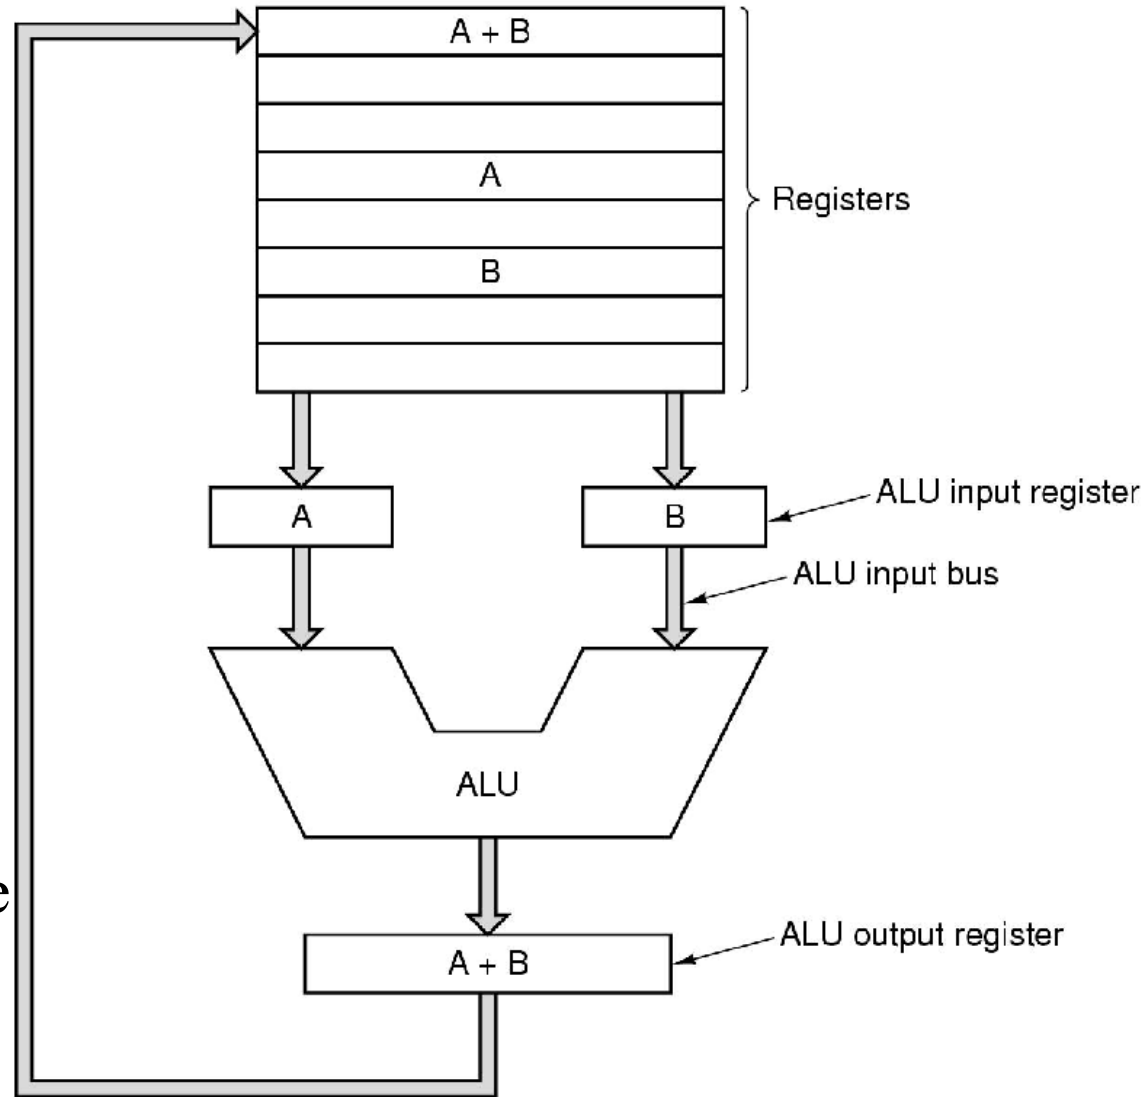 A + B
A
Registers
B
A
B
ALU input register
ALU input bus
ALU
e
ALU output register
A + B